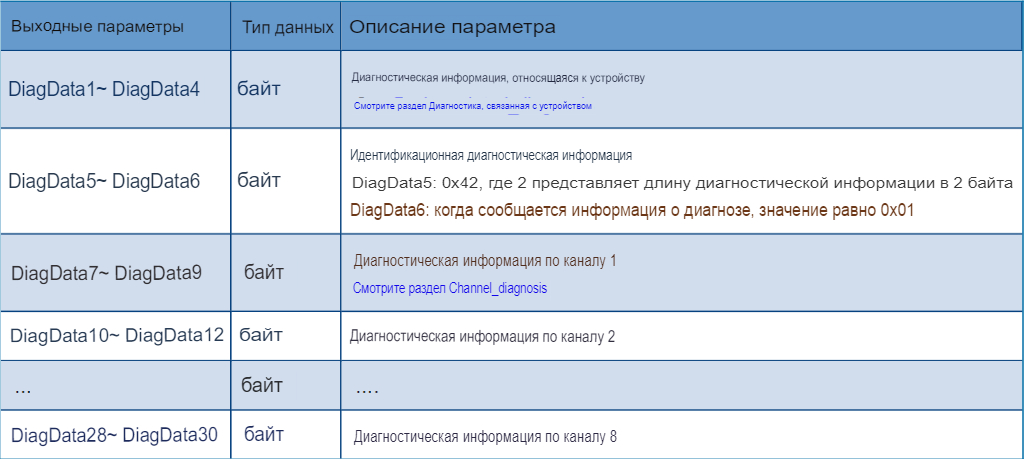 Выходные параметры Тип данных Описание параметра
DiagData1~ DiagData4 байт Диагностическая информация, относящаяся к устройству
Смотрите раздел Диагностика, связанная с устройством
DiagData5~ DiagData6 байт Идентификационная диагностическая информация
DiagData5: 0x42, где 2 представляет длину диагностической информации в 2 байта
DiagData6: когда сообщается информация о диагнозе, значение равно 0x01
DiagData7~ DiagData9 байт Диагностическая информация по каналу 1
Смотрите раздел Channel_diagnosis
DiagData10~ DiagData12 байт Диагностическая информация по каналу 2
... байт ....
DiagData28~ DiagData30 байт Диагностическая информация по каналу 8